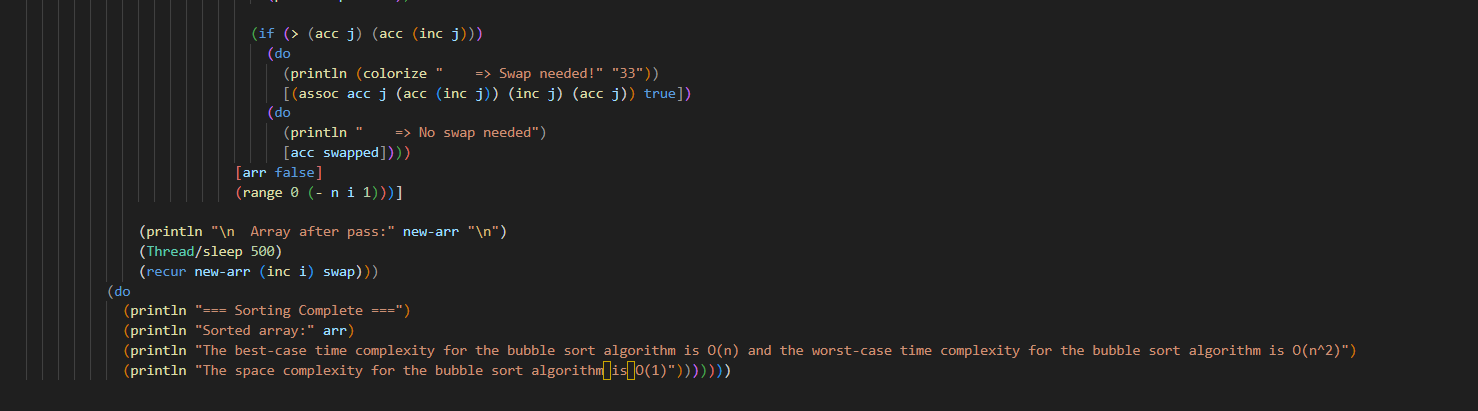 (if (> (acc j) (acc (inc j)))
(do
(println (colorize "    => Swap needed!" "33"))
[(assoc acc j (acc (inc j)) (inc j) (acc j)) true])
(do
(println "    => No swap needed")
[acc swapped])))
[arr false]
(range 0 (- n i 1)))]
(println "\n  Array after pass:" new-arr "\n")
(Thread/sleep 500)
(recur new-arr (inc i) swap)))
(do
(println "=== Sorting Complete ===")
(println "Sorted array:" arr)
(println "The best-case time complexity for the bubble sort algorithm is O(n) and the worst-case time complexity for the bubble sort algorithm is O(n^2)")
(println "The space complexity for the bubble sort algorithm is O(1)")))))))